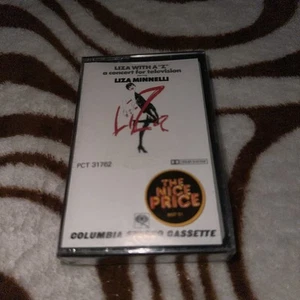 LIZA WITH A "Z"
a concert for television
LIZA MINNELLI
LiZa
PCT 31762
THE
NICE
PRICE
COLUMBIA STEREO CASSETTE